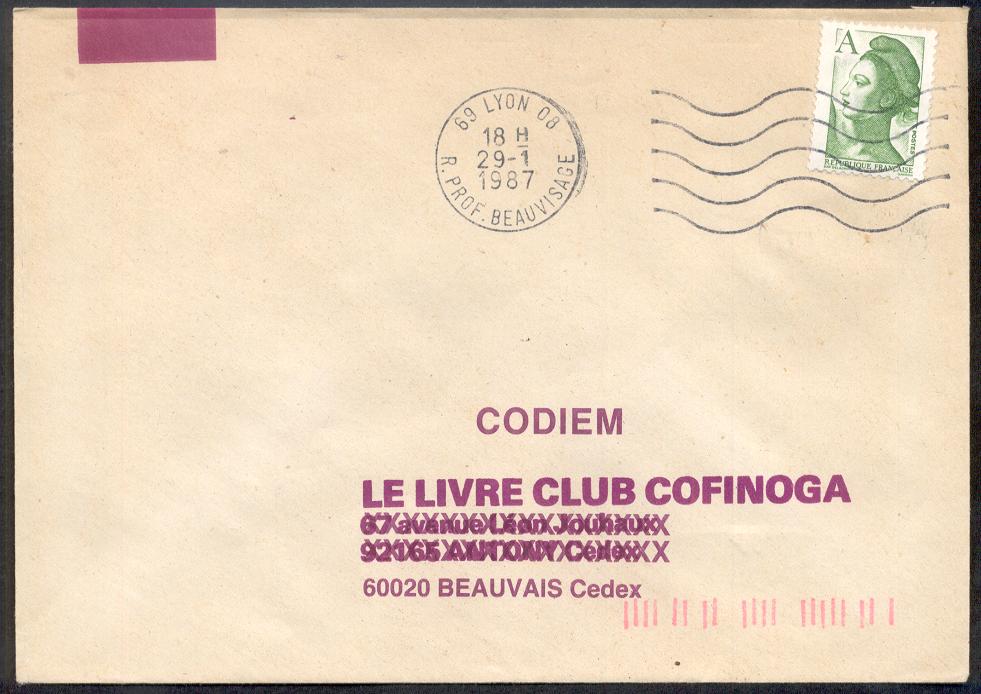 A
POSTES
RÉPUBLIQUE FRANÇAISE
69 LYON 08
18 H
29-1
1987
R. PROF. BEAUVISAGE
CODIEM
LE LIVRE CLUB COFINOGA
67 avenue Léon Jouhaux
92165 ANTONY Cedex
60020 BEAUVAIS Cedex